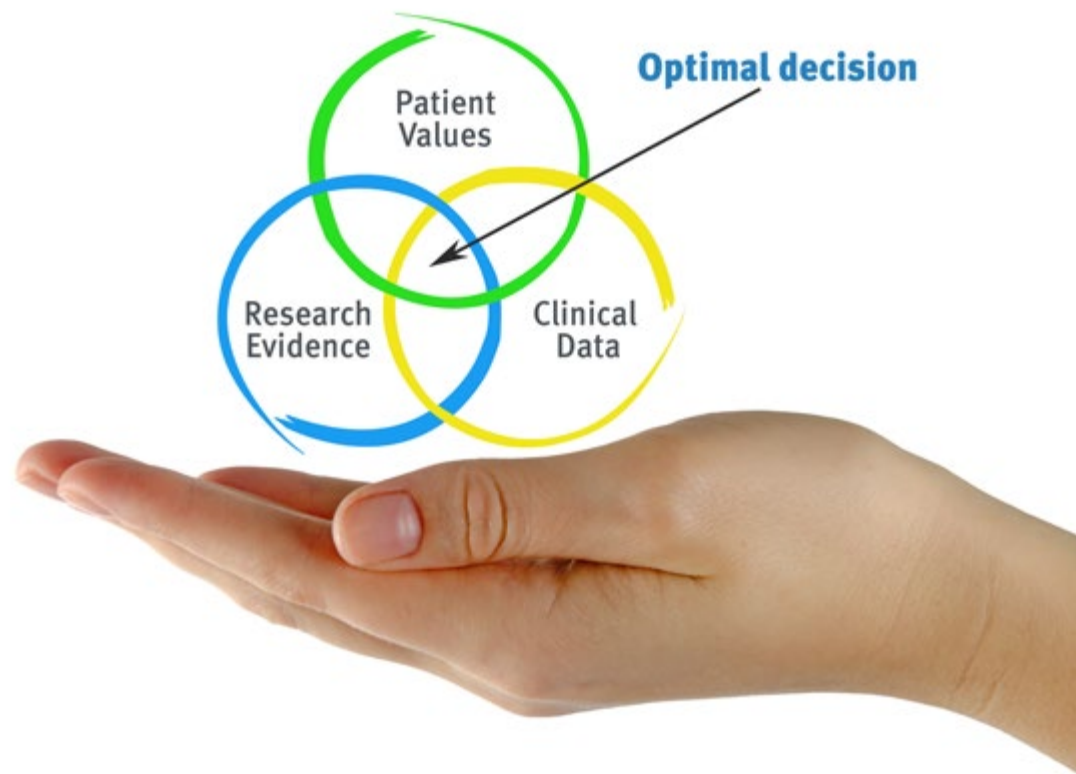 Optimal decision
Patient
Values
Research
Evidence
Clinical
Data